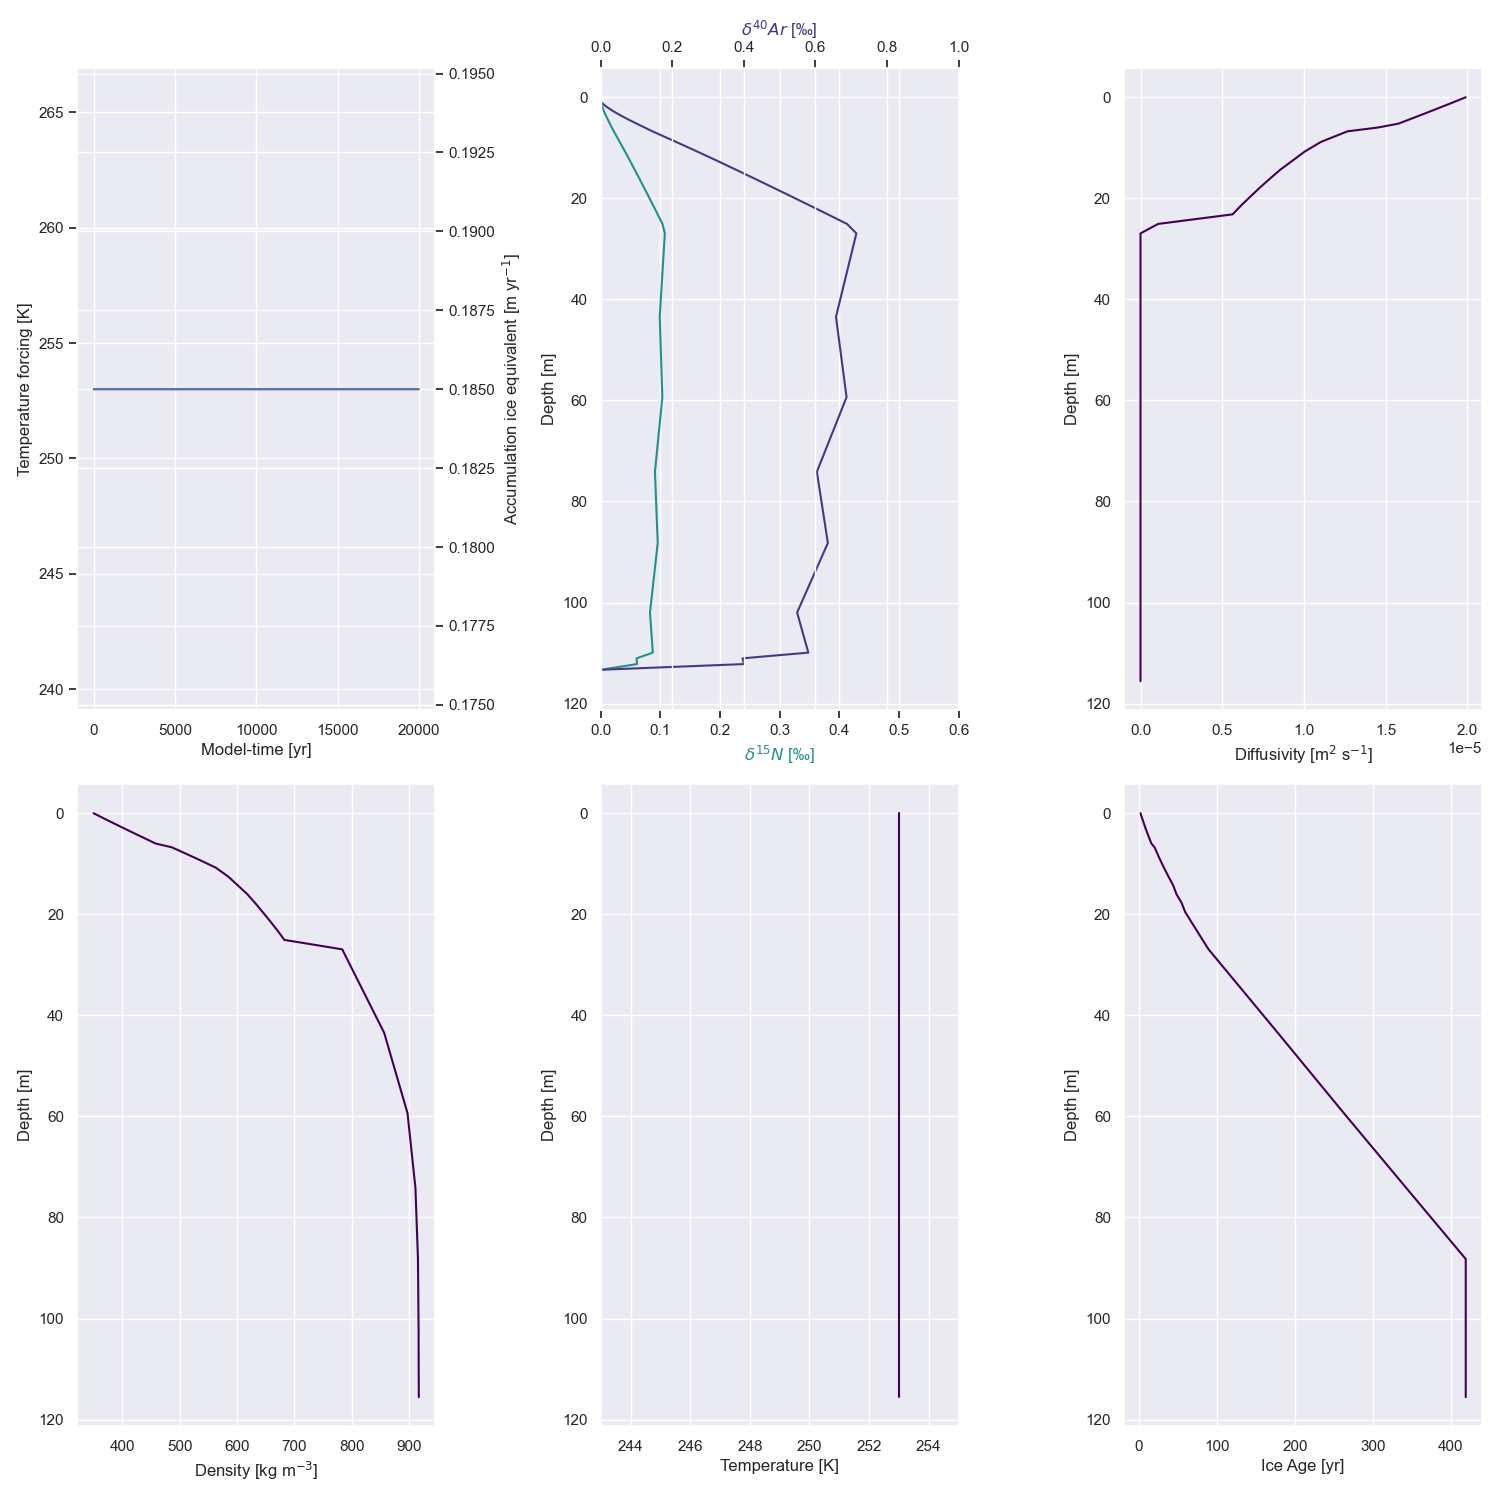 δ⁴⁰Ar [‰]
0.0 0.2 0.4 0.6 0.8 1.0
Temperature forcing [K]
265
260
255
250
245
240
0 5000 10000 15000 20000
Model-time [yr]
0.1950
0.1925
0.1900
0.1875
0.1850
0.1825
0.1800
0.1775
0.1750
Accumulation ice equivalent [m yr⁻¹]
Depth [m]
0
20
40
60
80
100
120
0.0 0.1 0.2 0.3 0.4 0.5 0.6
δ¹⁵N [‰]
Depth [m]
0
20
40
60
80
100
120
0.0 0.5 1.0 1.5 2.0
1e−5
Diffusivity [m² s⁻¹]
Depth [m]
0
20
40
60
80
100
120
400 500 600 700 800 900
Density [kg m⁻³]
Depth [m]
0
20
40
60
80
100
120
244 246 248 250 252 254
Temperature [K]
Depth [m]
0
20
40
60
80
100
120
0 100 200 300 400
Ice Age [yr]